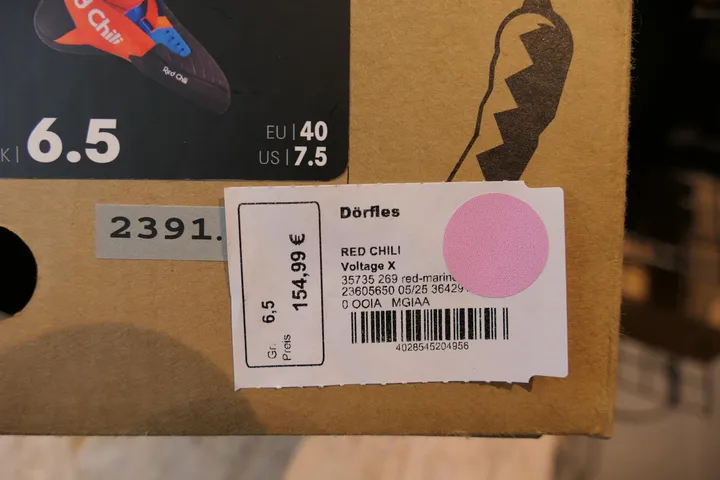 d Chili
Red Chili
K | 6.5
EU | 40
US | 7.5
2391.
Gr. 6,5
Preis 154,99 €
Dörfles
RED CHILI
Voltage X
35735 269 red-marin
23605650 05/25 36429
0 OOIA MGIAA
4028545204956